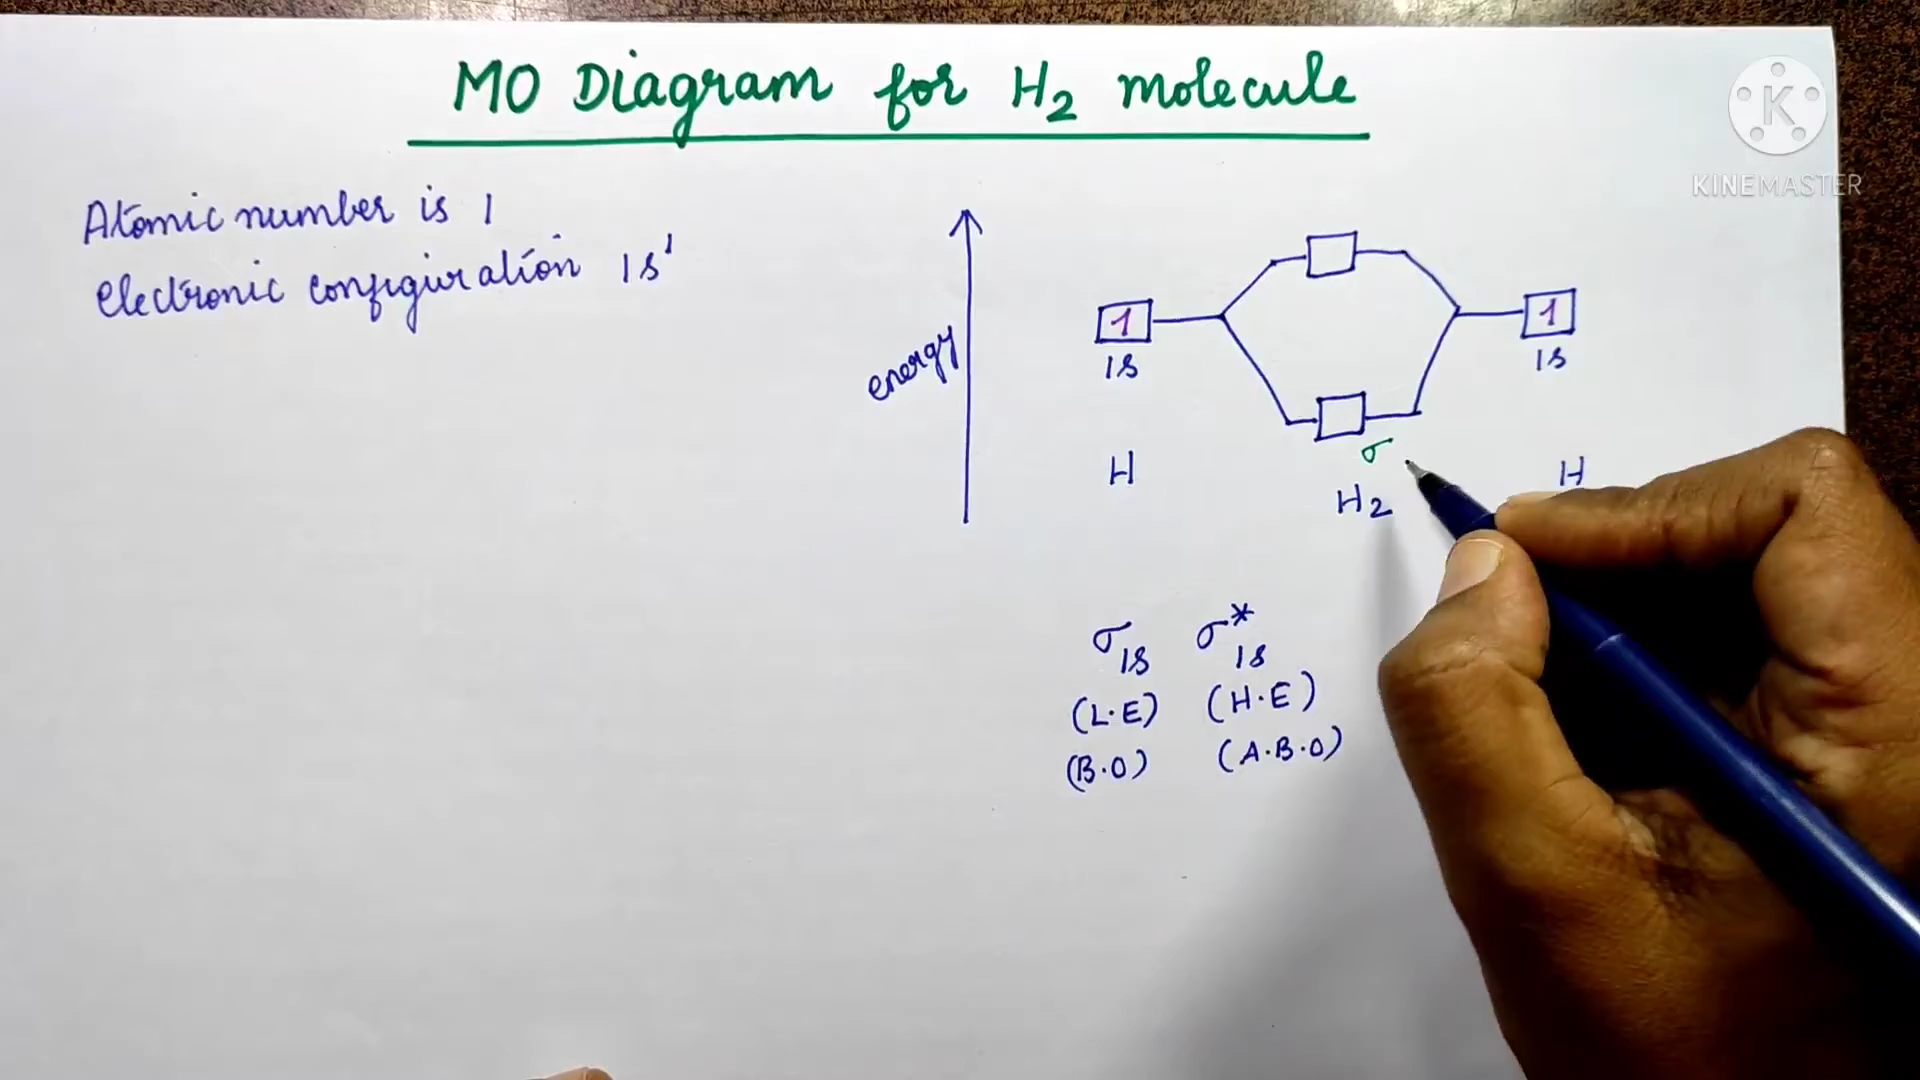 MO Diagram for H2 molecule
K
KINEMASTER
Atomic number is 1
electronic configuration 1s¹
energy
1
1
1s
1s
σ
H
H2
H
σ1s σ*1s
(L.E) (H.E)
(B.O) (A.B.O)